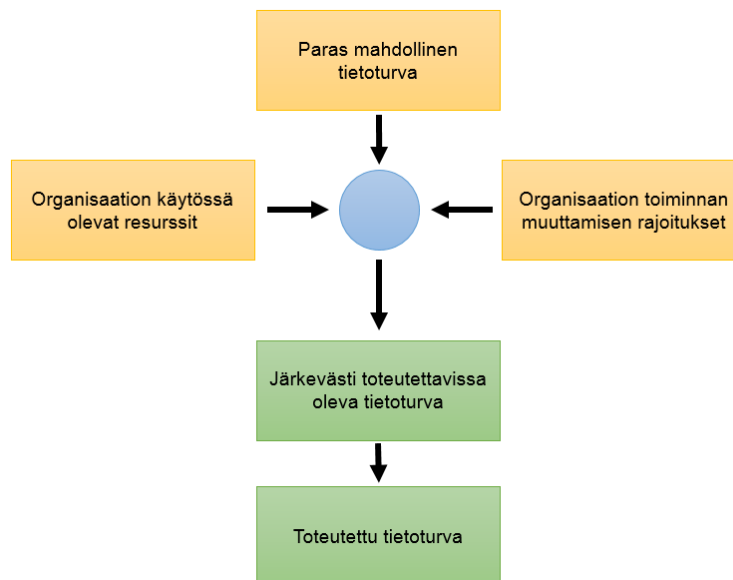 Paras mahdollinen
tietoturva
Organisaation käytössä
olevat resurssit
Organisaation toiminnan
muuttamisen rajoitukset
Järkevästi toteutettavissa
oleva tietoturva
Toteutettu tietoturva